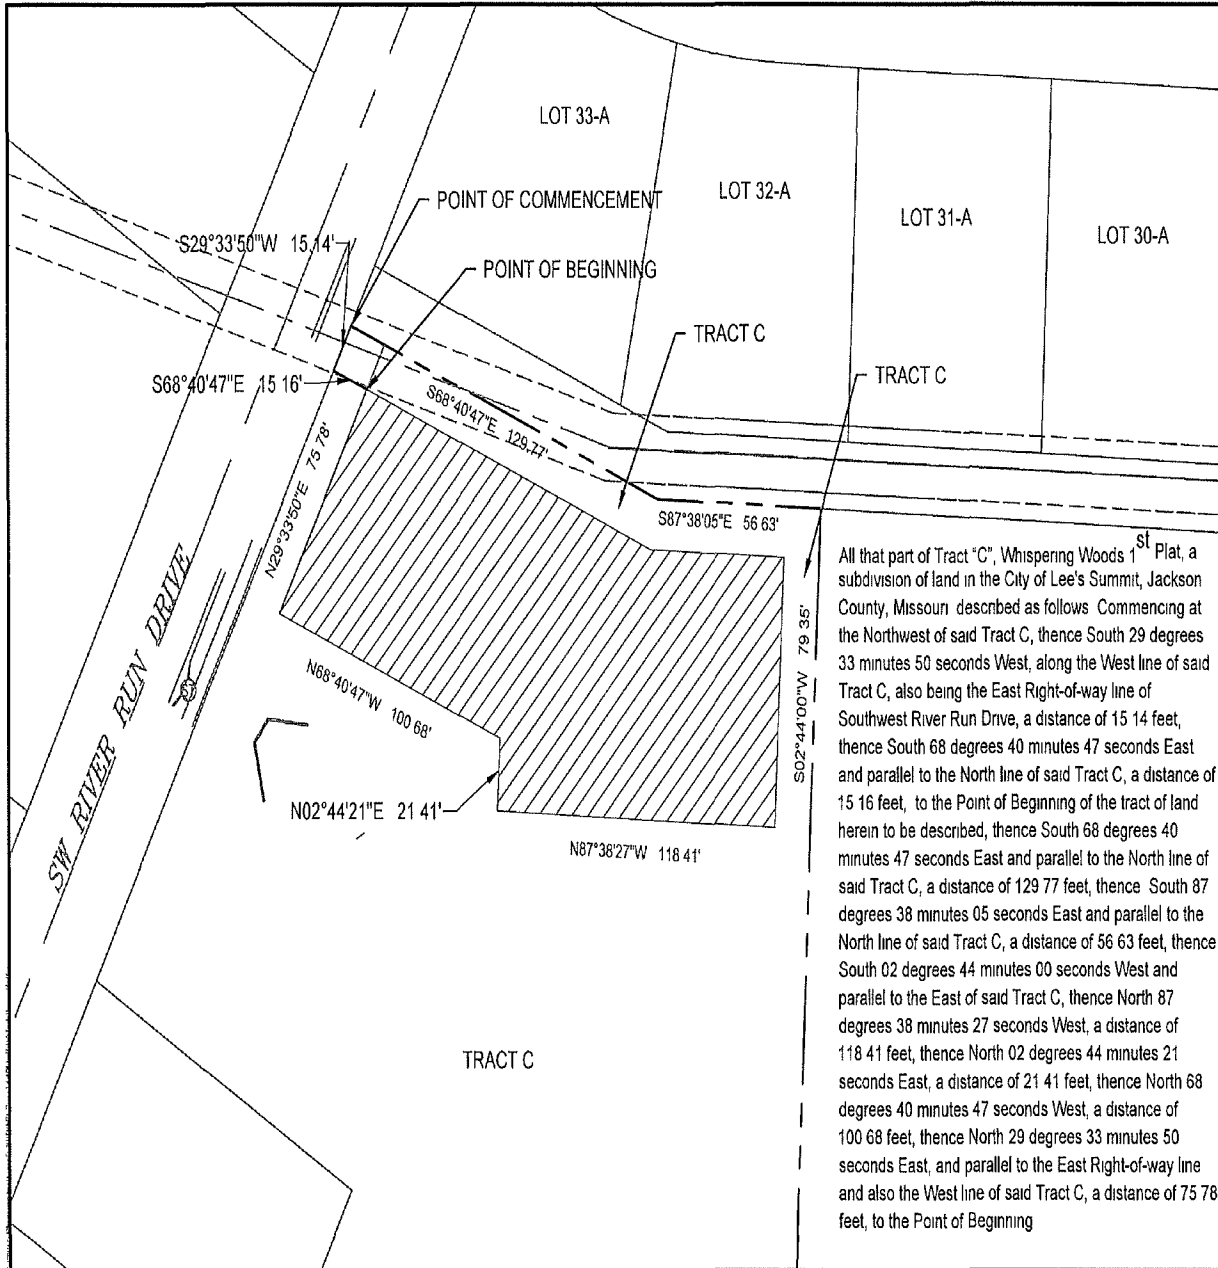 LOT 33-A
LOT 32-A
LOT 31-A
LOT 30-A
POINT OF COMMENCEMENT
S29°33'50"W 15.14'
POINT OF BEGINNING
TRACT C
TRACT C
S68°40'47"E 15 16'
S68°40'47"E 129.77'
N29°33'50"E 75 78'
S87°38'05"E 56 63'
S02°44'00"W 79 35'
SW RIVER RUN DRIVE
N68°40'47"W 100 68'
N02°44'21"E 21 41'
N87°38'27"W 118 41'
TRACT C
All that part of Tract "C", Whispering Woods 1st Plat, a
subdivision of land in the City of Lee's Summit, Jackson
County, Missouri described as follows Commencing at
the Northwest of said Tract C, thence South 29 degrees
33 minutes 50 seconds West, along the West line of said
Tract C, also being the East Right-of-way line of
Southwest River Run Drive, a distance of 15 14 feet,
thence South 68 degrees 40 minutes 47 seconds East
and parallel to the North line of said Tract C, a distance of
15 16 feet, to the Point of Beginning of the tract of land
herein to be described, thence South 68 degrees 40
minutes 47 seconds East and parallel to the North line of
said Tract C, a distance of 129 77 feet, thence South 87
degrees 38 minutes 05 seconds East and parallel to the
North line of said Tract C, a distance of 56 63 feet, thence
South 02 degrees 44 minutes 00 seconds West and
parallel to the East of said Tract C, thence North 87
degrees 38 minutes 27 seconds West, a distance of
118 41 feet, thence North 02 degrees 44 minutes 21
seconds East, a distance of 21 41 feet, thence North 68
degrees 40 minutes 47 seconds West, a distance of
100 68 feet, thence North 29 degrees 33 minutes 50
seconds East, and parallel to the East Right-of-way line
and also the West line of said Tract C, a distance of 75 78
feet, to the Point of Beginning